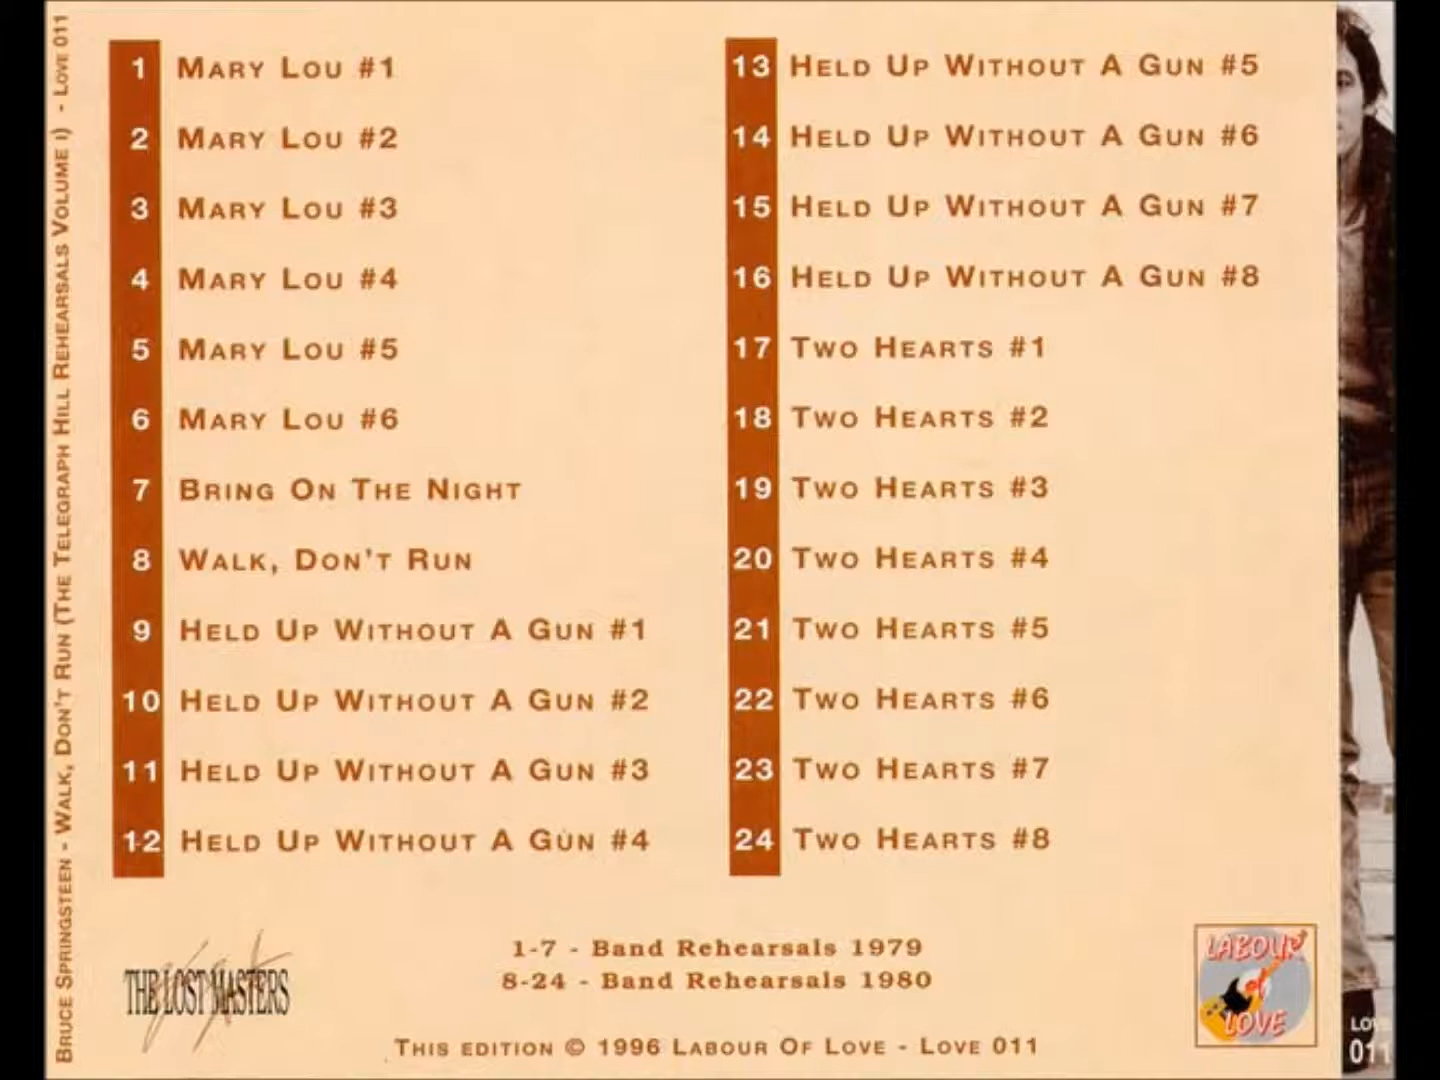 Bruce Springsteen - Walk, Don't Run (The Telegraph Hill Rehearsals Volume I) - Love 011
1 Mary Lou #1
2 Mary Lou #2
3 Mary Lou #3
4 Mary Lou #4
5 Mary Lou #5
6 Mary Lou #6
7 Bring On The Night
8 Walk, Don't Run
9 Held Up Without A Gun #1
10 Held Up Without A Gun #2
11 Held Up Without A Gun #3
12 Held Up Without A Gun #4
13 Held Up Without A Gun #5
14 Held Up Without A Gun #6
15 Held Up Without A Gun #7
16 Held Up Without A Gun #8
17 Two Hearts #1
18 Two Hearts #2
19 Two Hearts #3
20 Two Hearts #4
21 Two Hearts #5
22 Two Hearts #6
23 Two Hearts #7
24 Two Hearts #8
THE LOST MASTERS
1-7 - Band Rehearsals 1979
8-24 - Band Rehearsals 1980
This edition © 1996 Labour Of Love - Love 011
LABOUR
of
LOVE
LOVE
011